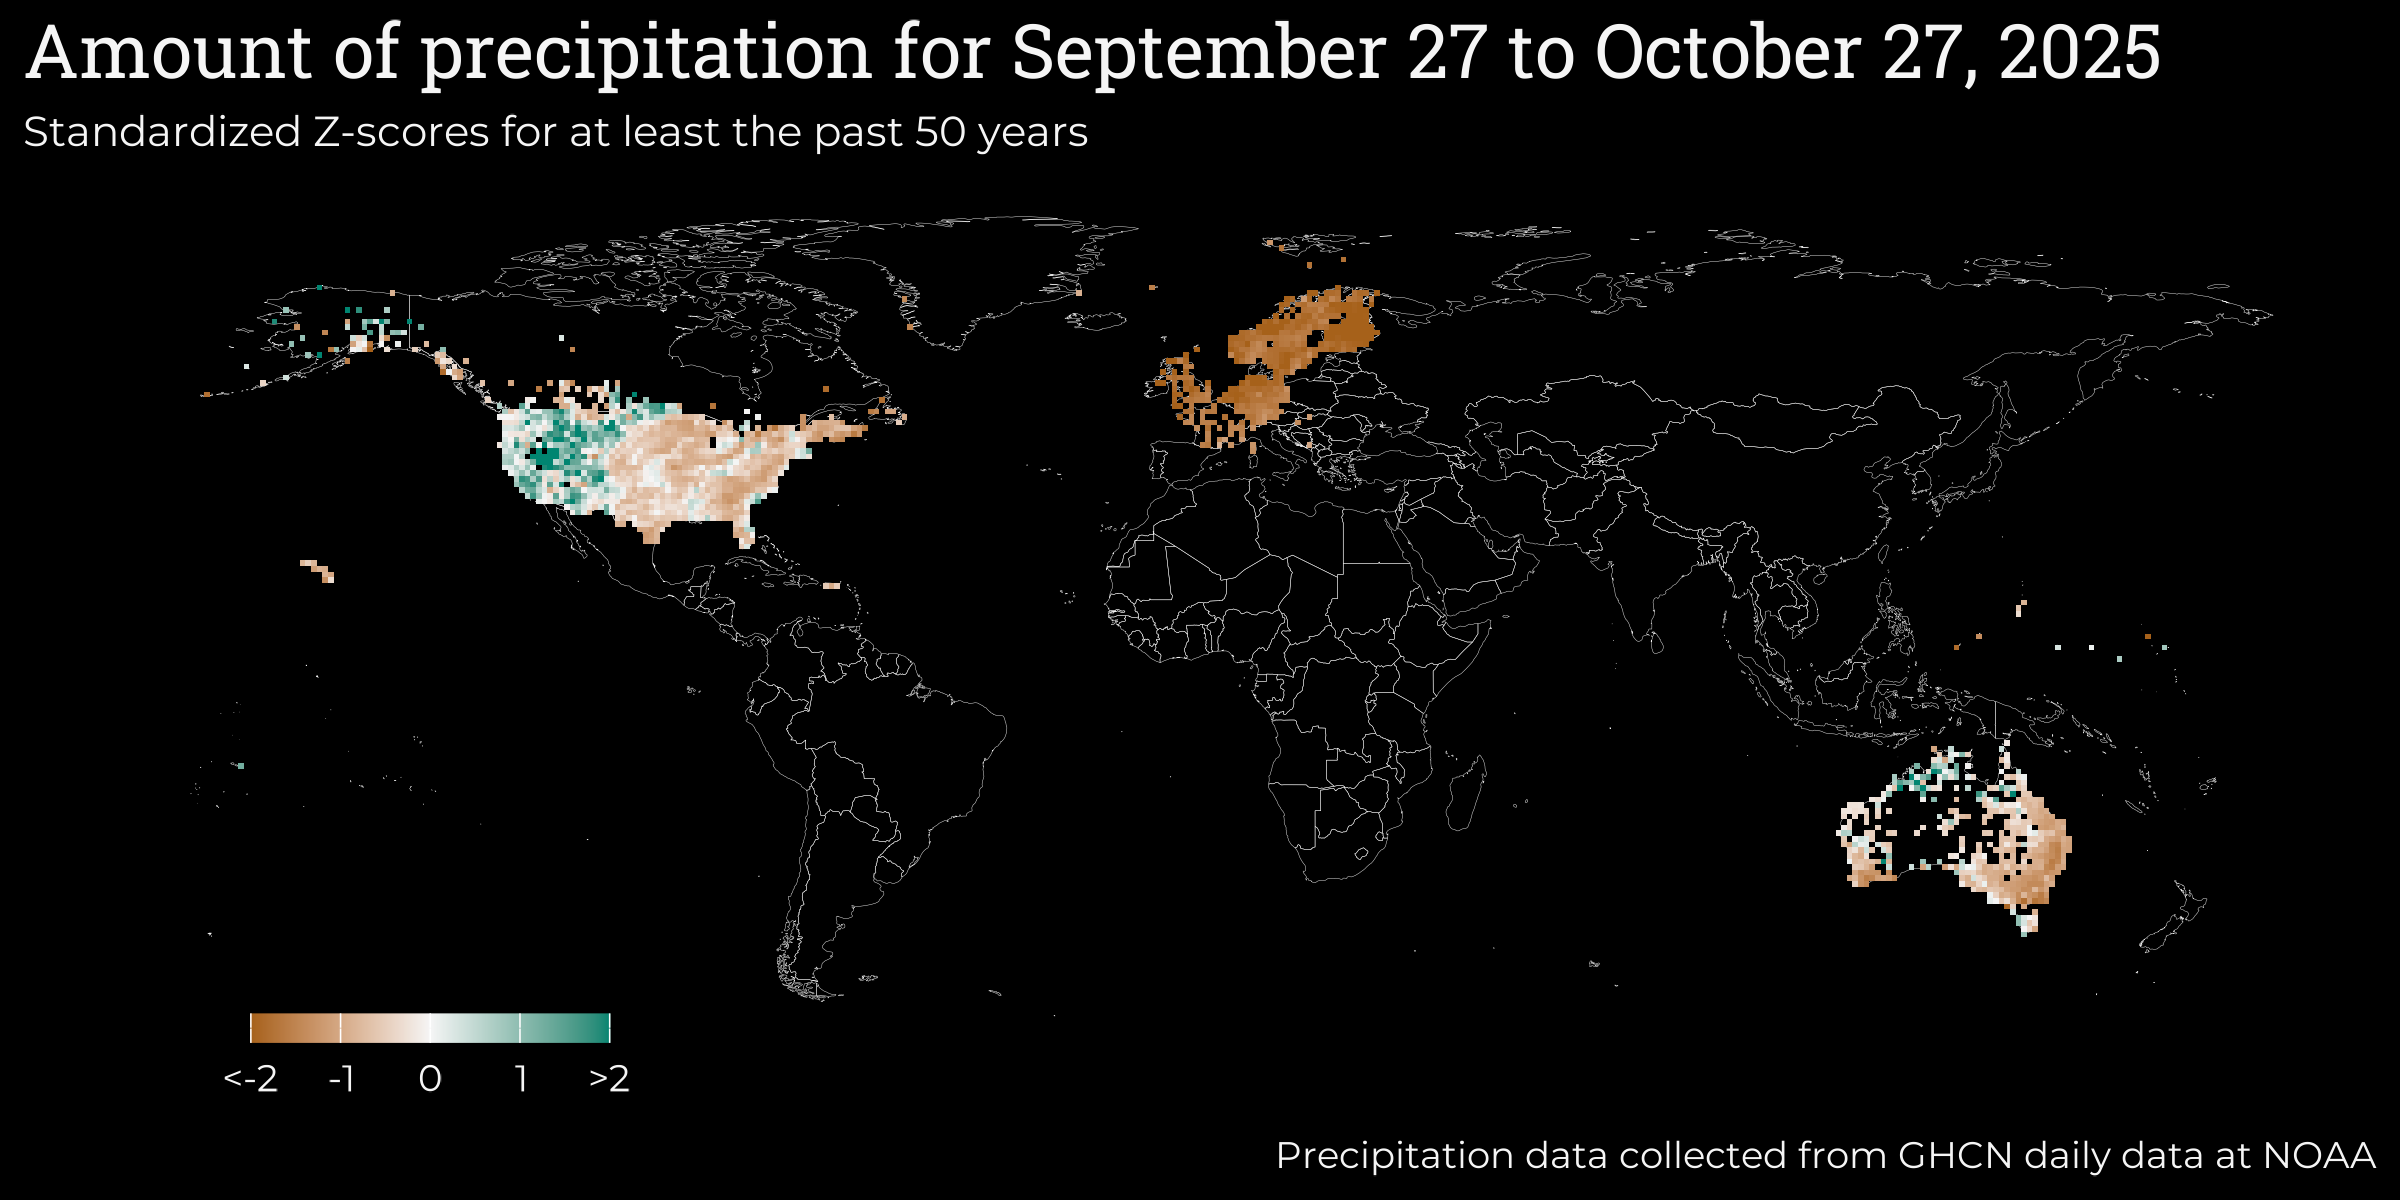 Amount of precipitation for September 27 to October 27, 2025
Standardized Z-scores for at least the past 50 years
<-2 -1 0 1 >2
Precipitation data collected from GHCN daily data at NOAA